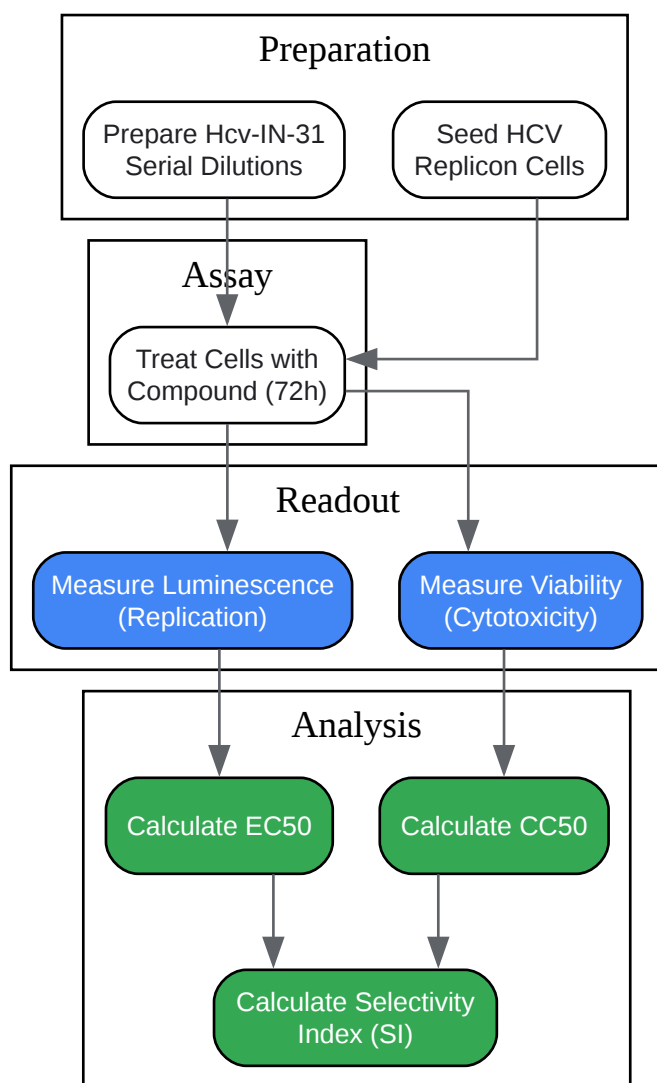 Preparation
Prepare Hcv-IN-31
Serial Dilutions
Seed HCV
Replicon Cells
Assay
Treat Cells with
Compound (72h)
Readout
Measure Luminescence
(Replication)
Measure Viability
(Cytotoxicity)
Analysis
Calculate EC50
Calculate CC50
Calculate Selectivity
Index (SI)